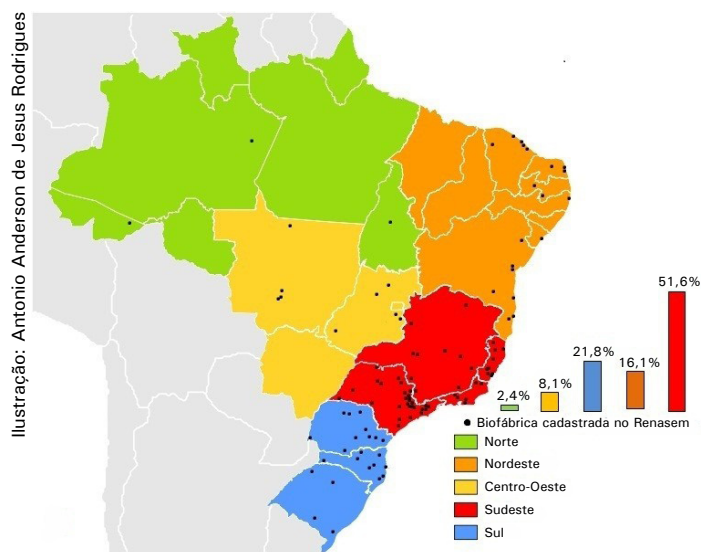 Ilustração: Antonio Anderson de Jesus Rodrigues
2,4%
8,1%
21,8%
16,1%
51,6%
Biofábrica cadastrada no Renasem
Norte
Nordeste
Centro-Oeste
Sudeste
Sul